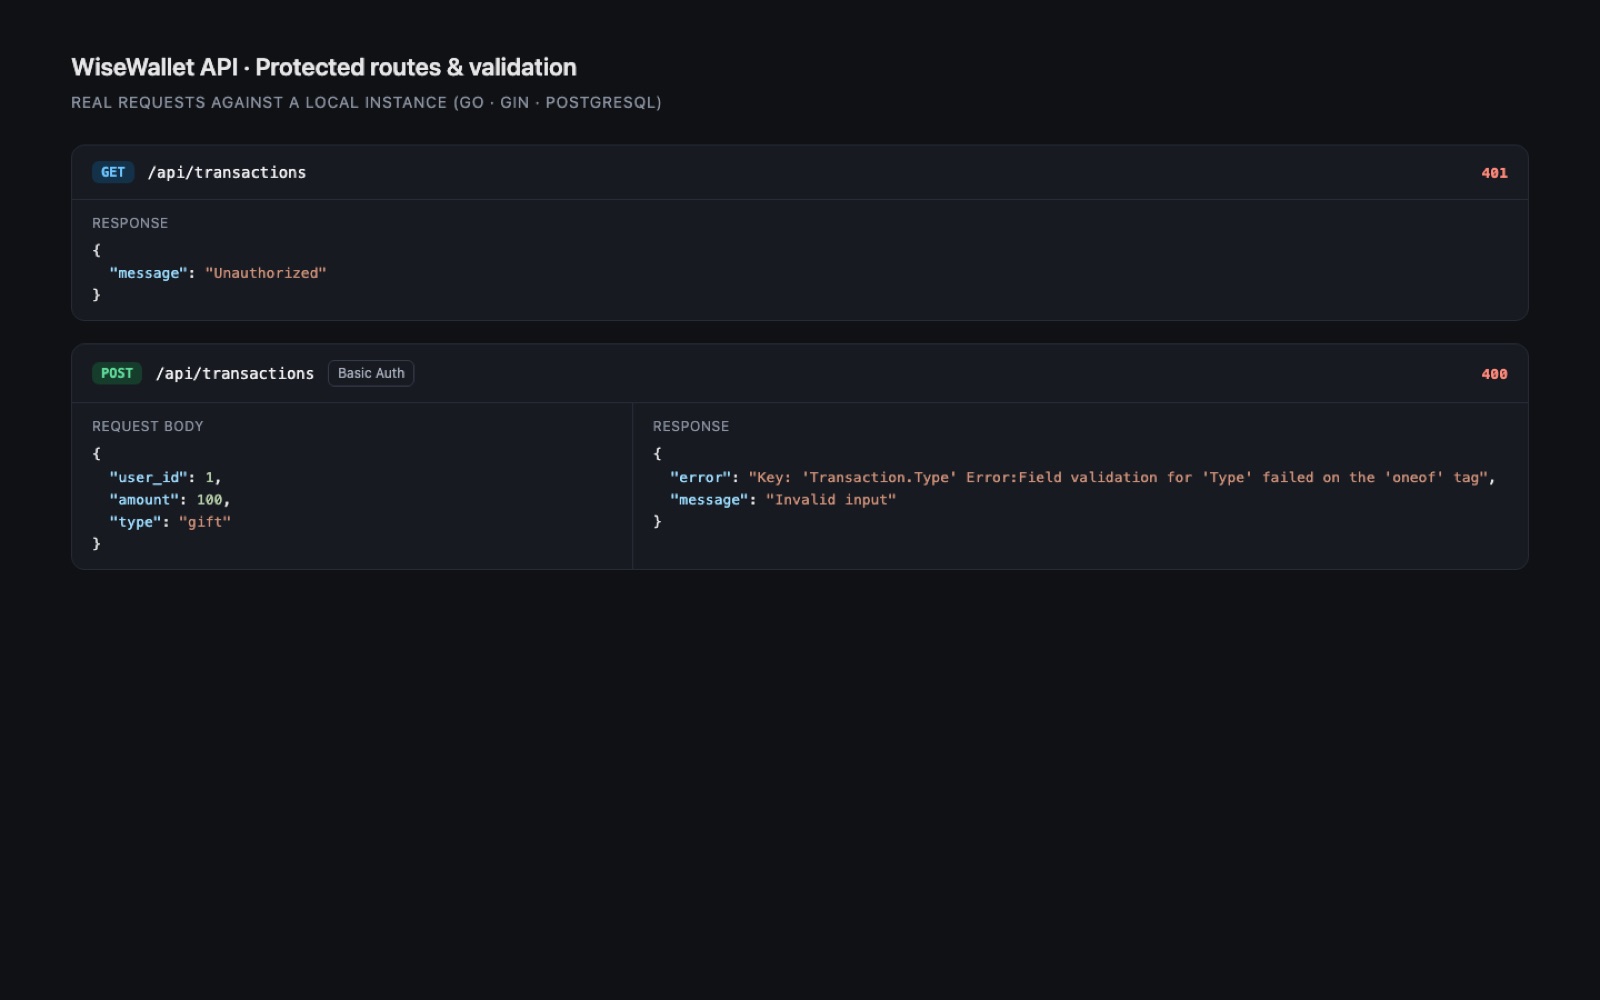 WiseWallet API · Protected routes & validation
REAL REQUESTS AGAINST A LOCAL INSTANCE (GO · GIN · POSTGRESQL)
GET /api/transactions 401
RESPONSE
{
  "message": "Unauthorized"
}
POST /api/transactions Basic Auth 400
REQUEST BODY
{
  "user_id": 1,
  "amount": 100,
  "type": "gift"
}
RESPONSE
{
  "error": "Key: 'Transaction.Type' Error:Field validation for 'Type' failed on the 'oneof' tag",
  "message": "Invalid input"
}